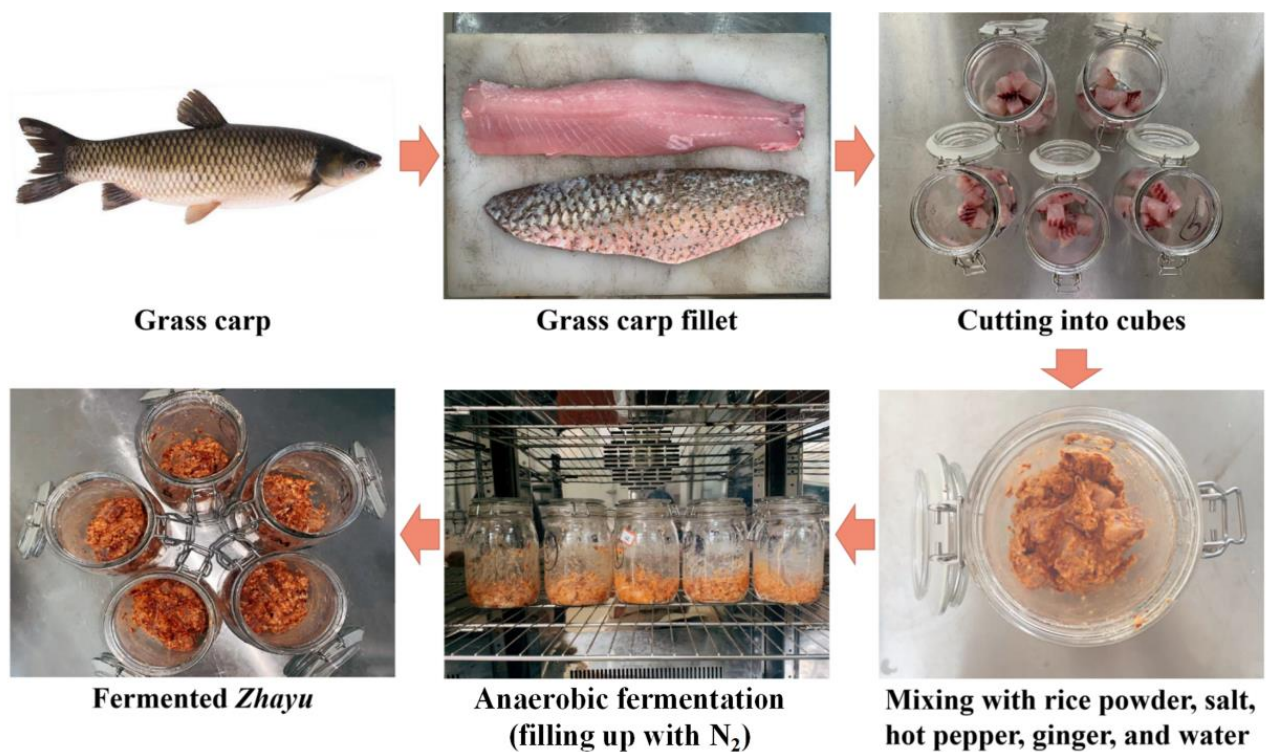 Grass carp
Grass carp fillet
Cutting into cubes
Mixing with rice powder, salt,
hot pepper, ginger, and water
Anaerobic fermentation
(filling up with N₂)
Fermented Zhayu